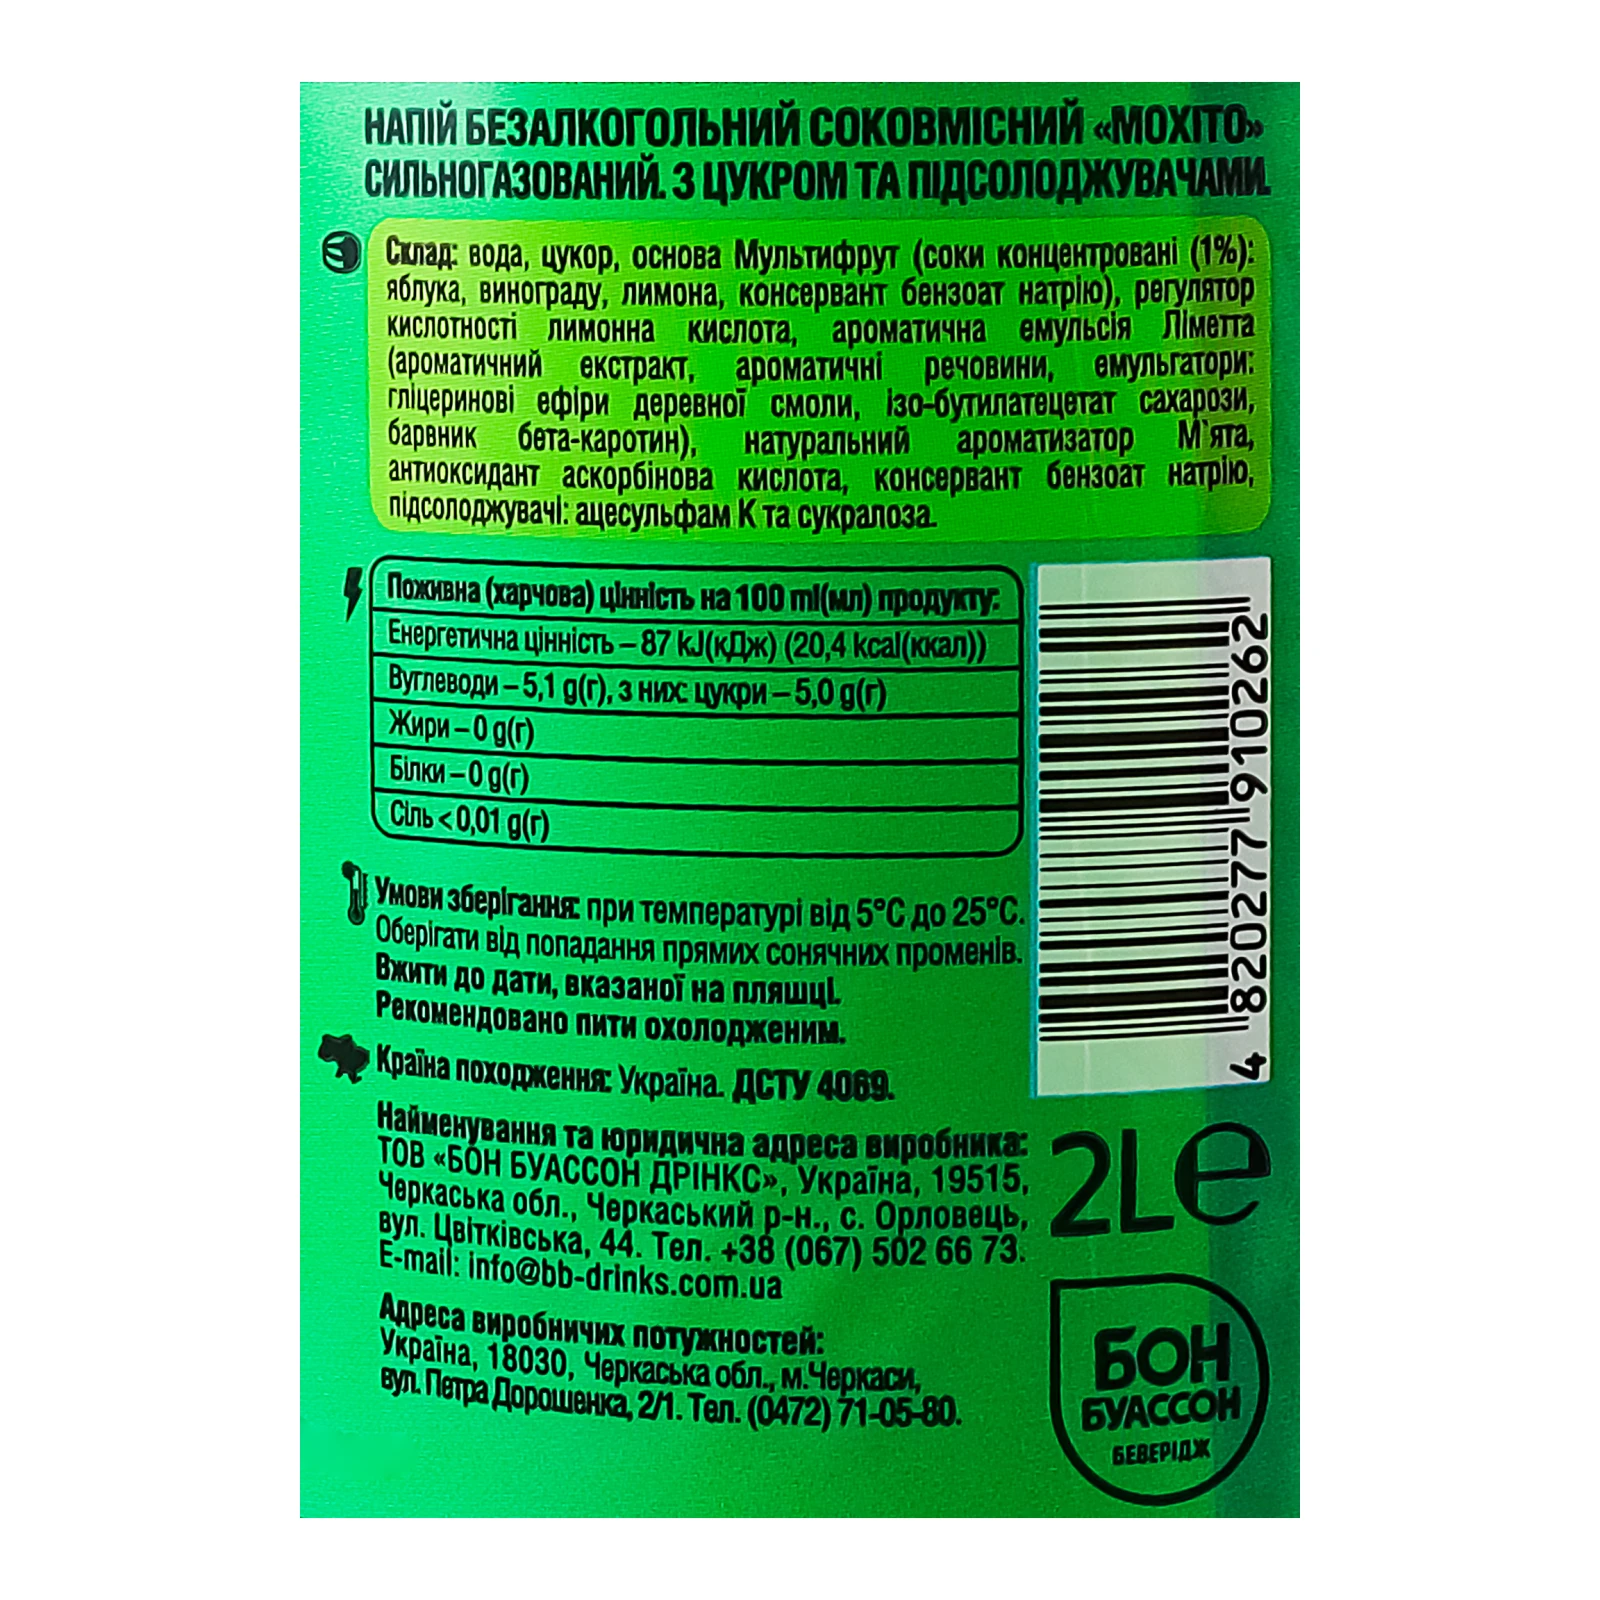 НАПІЙ БЕЗАЛКОГОЛЬНИЙ СОКОВМІСНИЙ «МОХІТО»
СИЛЬНОГАЗОВАНИЙ. З ЦУКРОМ ТА ПІДСОЛОДЖУВАЧАМИ.
Склад: вода, цукор, основа Мультифрут (соки концентровані (1%):
яблука, винограду, лимона, консервант бензоат натрію), регулятор
кислотності лимонна кислота, ароматична емульсія Ліметта
(ароматичний екстракт, ароматичні речовини, емульгатори:
гліцеринові ефіри деревної смоли, ізо-бутилатецетат сахарози,
барвник бета-каротин), натуральний ароматизатор М`ята,
антиоксидант аскорбінова кислота, консервант бензоат натрію,
підсолоджувачі: ацесульфам К та сукралоза.
Поживна (харчова) цінність на 100 ml(мл) продукту:
Енергетична цінність – 87 kJ(кДж) (20,4 kcal(ккал))
Вуглеводи – 5,1 g(г), з них: цукри – 5,0 g(г)
Жири – 0 g(г)
Білки – 0 g(г)
Сіль < 0,01 g(г)
4 820277 910262
Умови зберігання: при температурі від 5°С до 25°С.
Оберігати від попадання прямих сонячних променів.
Вжити до дати, вказаної на пляшці.
Рекомендовано пити охолодженим.
Країна походження: Україна. ДСТУ 4069.
Найменування та юридична адреса виробника:
ТОВ «БОН БУАССОН ДРІНКС», Україна, 19515,
Черкаська обл., Черкаський р-н., с. Орловець,
вул. Цвітківська, 44. Тел. +38 (067) 502 66 73.
E-mail: info@bb-drinks.com.ua
2L℮
Адреса виробничих потужностей:
Україна, 18030, Черкаська обл., м.Черкаси,
вул. Петра Дорошенка, 2/1. Тел. (0472) 71-05-80.
БОН
БУАССОН
БЕВЕРІДЖ